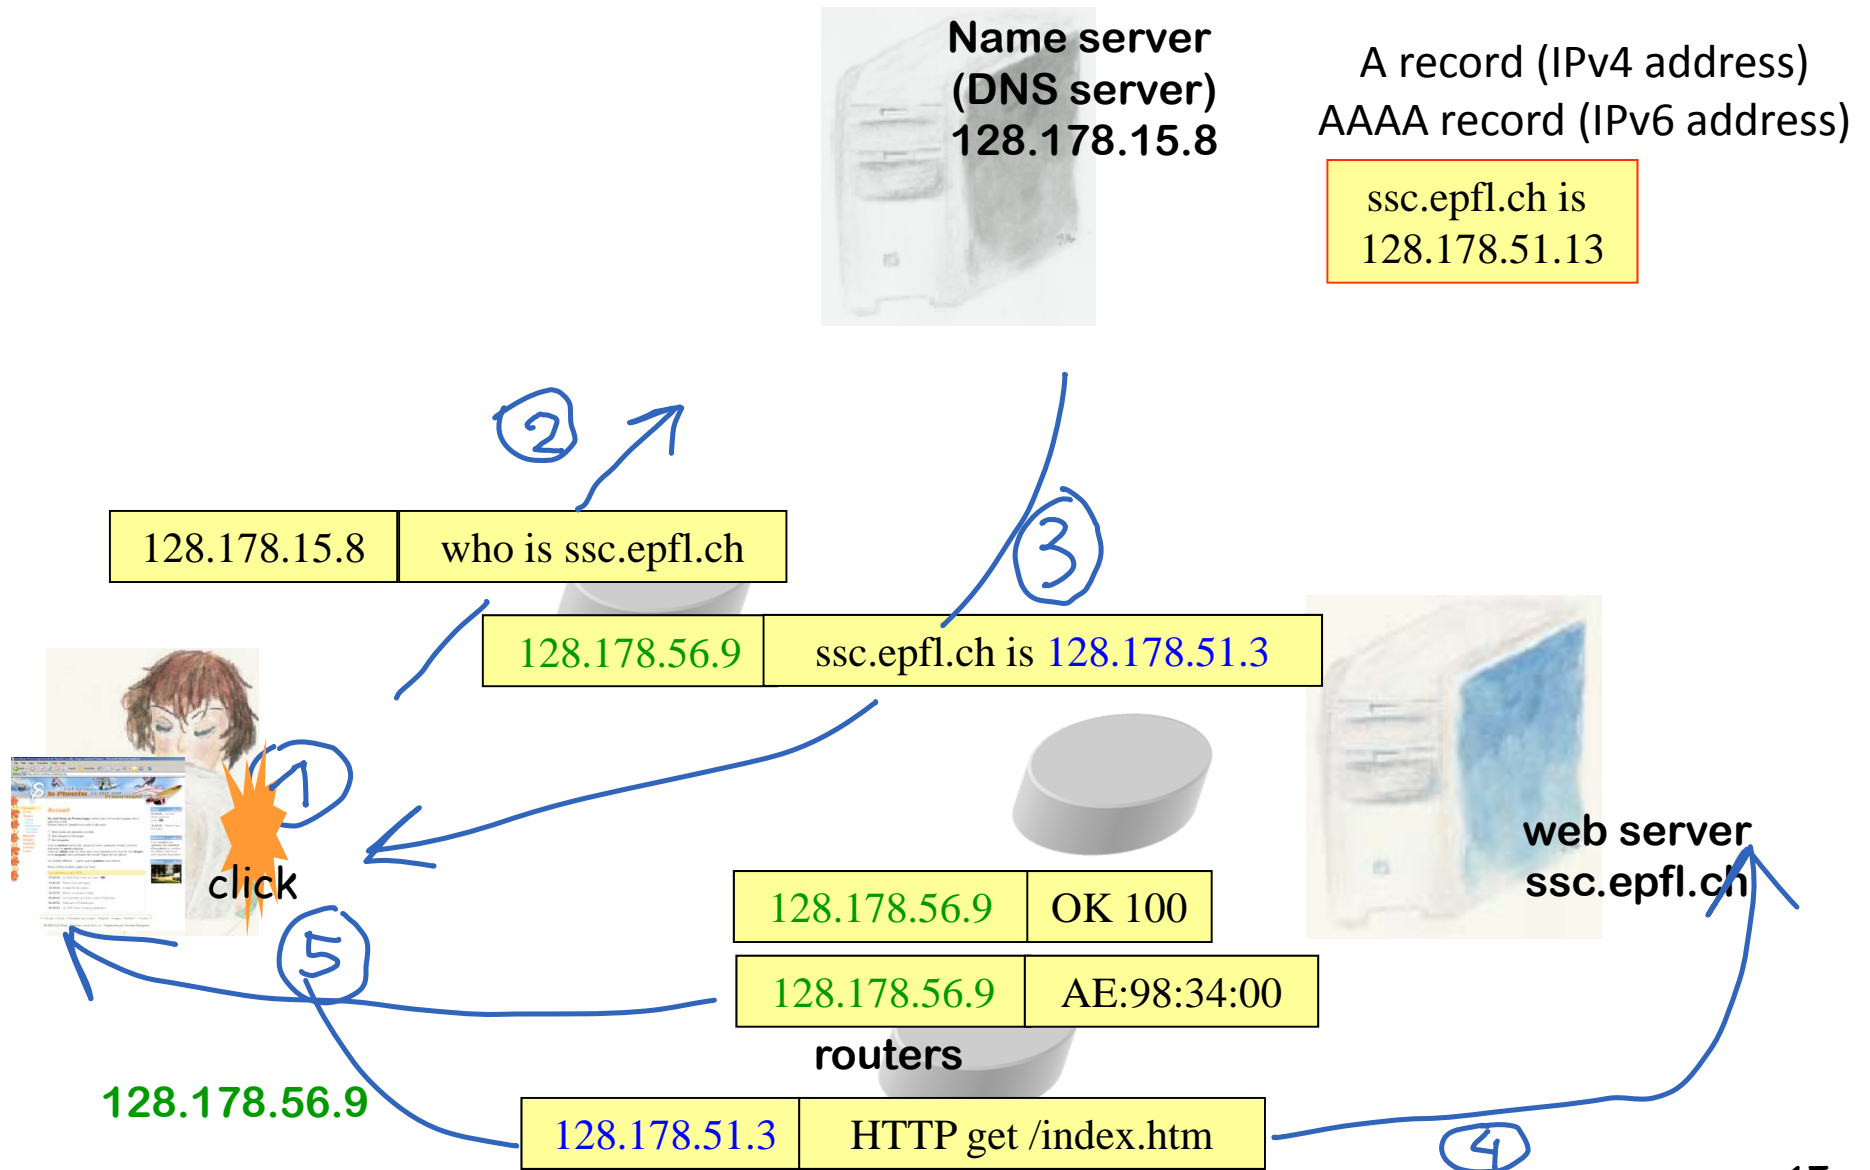 Name server
(DNS server)
128.178.15.8
A record (IPv4 address)
AAAA record (IPv6 address)
ssc.epfl.ch is
128.178.51.13
2
128.178.15.8 who is ssc.epfl.ch
3
128.178.56.9 ssc.epfl.ch is 128.178.51.3
1
Accueil
click
web server
ssc.epfl.ch
128.178.56.9 OK 100
5
128.178.56.9 AE:98:34:00
routers
128.178.56.9
128.178.51.3 HTTP get /index.htm
4
17